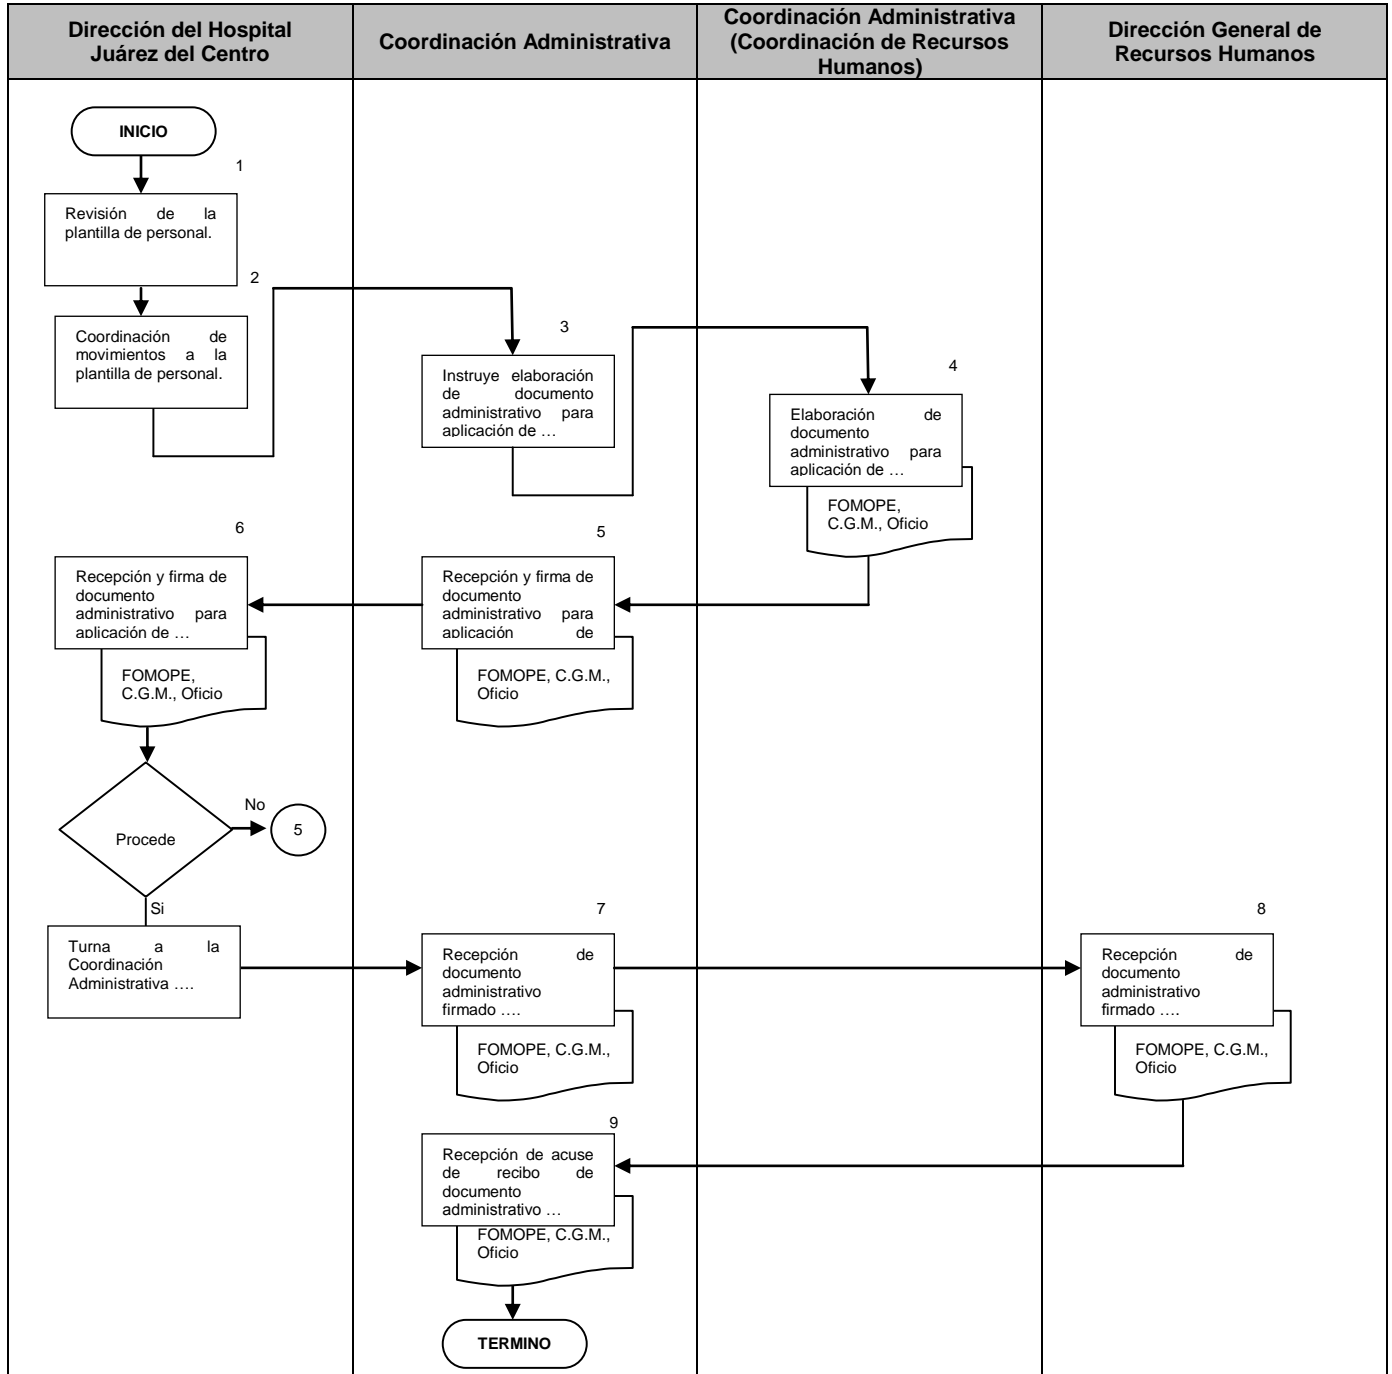 Dirección del Hospital
Juárez del Centro
Coordinación Administrativa
Coordinación Administrativa
(Coordinación de Recursos
Humanos)
Dirección General de
Recursos Humanos
INICIO
1
Revisión de la
plantilla de personal.
2
Coordinación de
movimientos a la
plantilla de personal.
3
Instruye elaboración
de documento
administrativo para
aplicación de …
4
Elaboración de
documento
administrativo para
aplicación de …
FOMOPE,
C.G.M., Oficio
5
Recepción y firma de
documento
administrativo para
aplicación de
FOMOPE, C.G.M.,
Oficio
6
Recepción y firma de
documento
administrativo para
aplicación de …
FOMOPE,
C.G.M., Oficio
Procede
No
5
Si
Turna a la
Coordinación
Administrativa ….
7
Recepción de
documento
administrativo
firmado ….
FOMOPE, C.G.M.,
Oficio
8
Recepción de
documento
administrativo
firmado ….
FOMOPE, C.G.M.,
Oficio
9
Recepción de acuse
de recibo de
documento
administrativo …
FOMOPE, C.G.M.,
Oficio
TERMINO